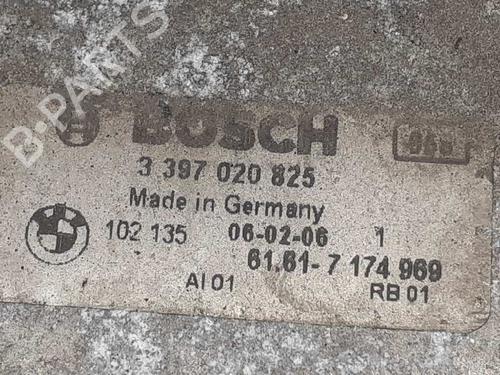 B-PARTS
BOSCH
3 397 020 825
Made in Germany
102 135 06-02-06 1
61.61-7 174 969
AI 01 RB 01